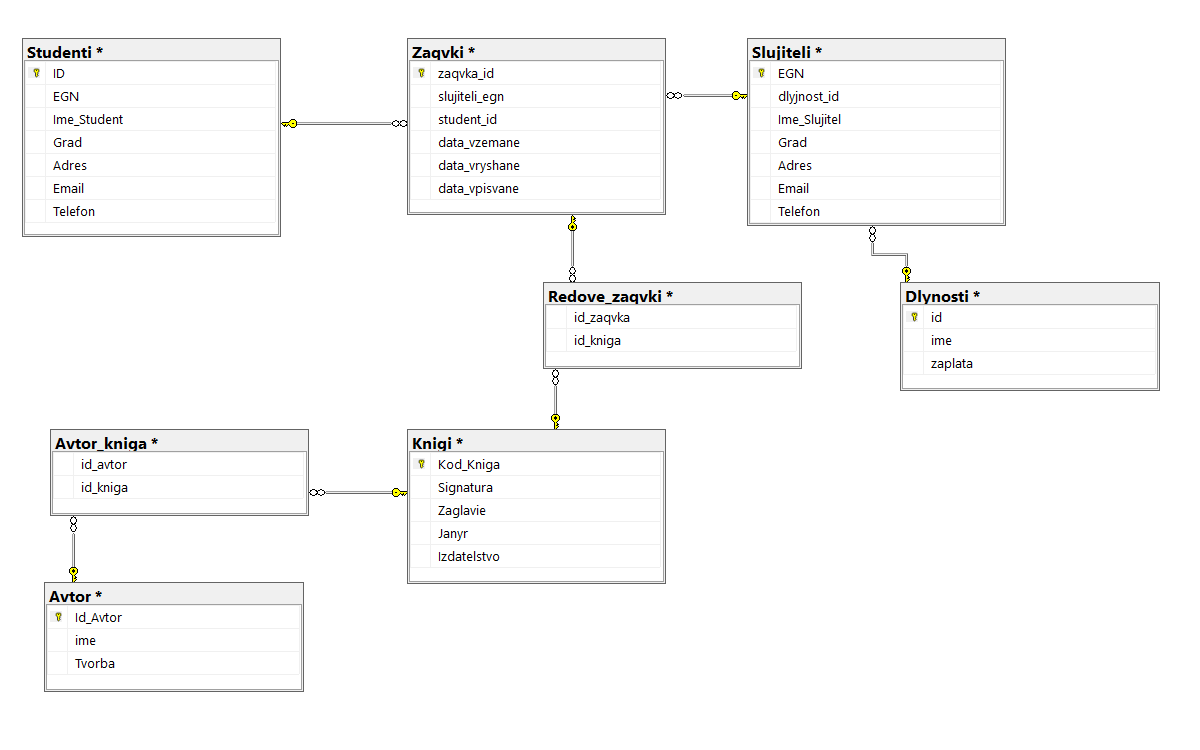 Studenti *
ID
EGN
Ime_Student
Grad
Adres
Email
Telefon
Zaqvki *
zaqvka_id
slujiteli_egn
student_id
data_vzemane
data_vryshane
data_vpisvane
Slujiteli *
EGN
dlyjnost_id
Ime_Slujitel
Grad
Adres
Email
Telefon
Redove_zaqvki *
id_zaqvka
id_kniga
Dlynosti *
id
ime
zaplata
Avtor_kniga *
id_avtor
id_kniga
Knigi *
Kod_Kniga
Signatura
Zaglavie
Janyr
Izdatelstvo
Avtor *
Id_Avtor
ime
Tvorba